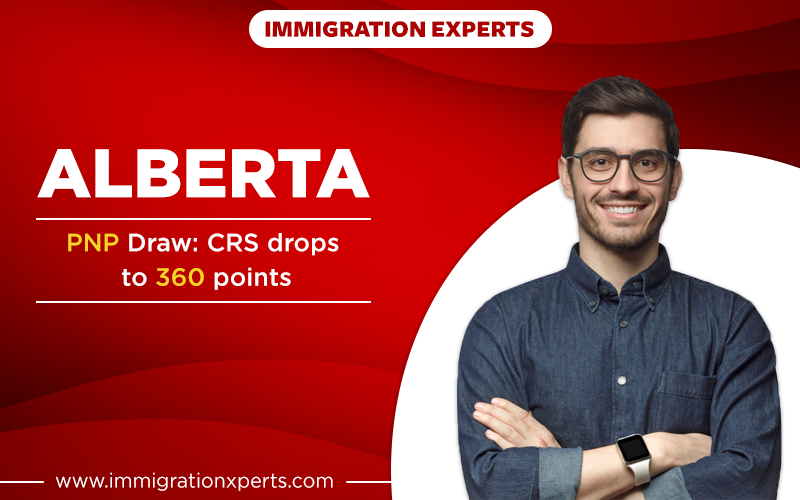 IMMIGRATION EXPERTS
ALBERTA
PNP Draw: CRS drops
to 360 points
www.immigrationxperts.com